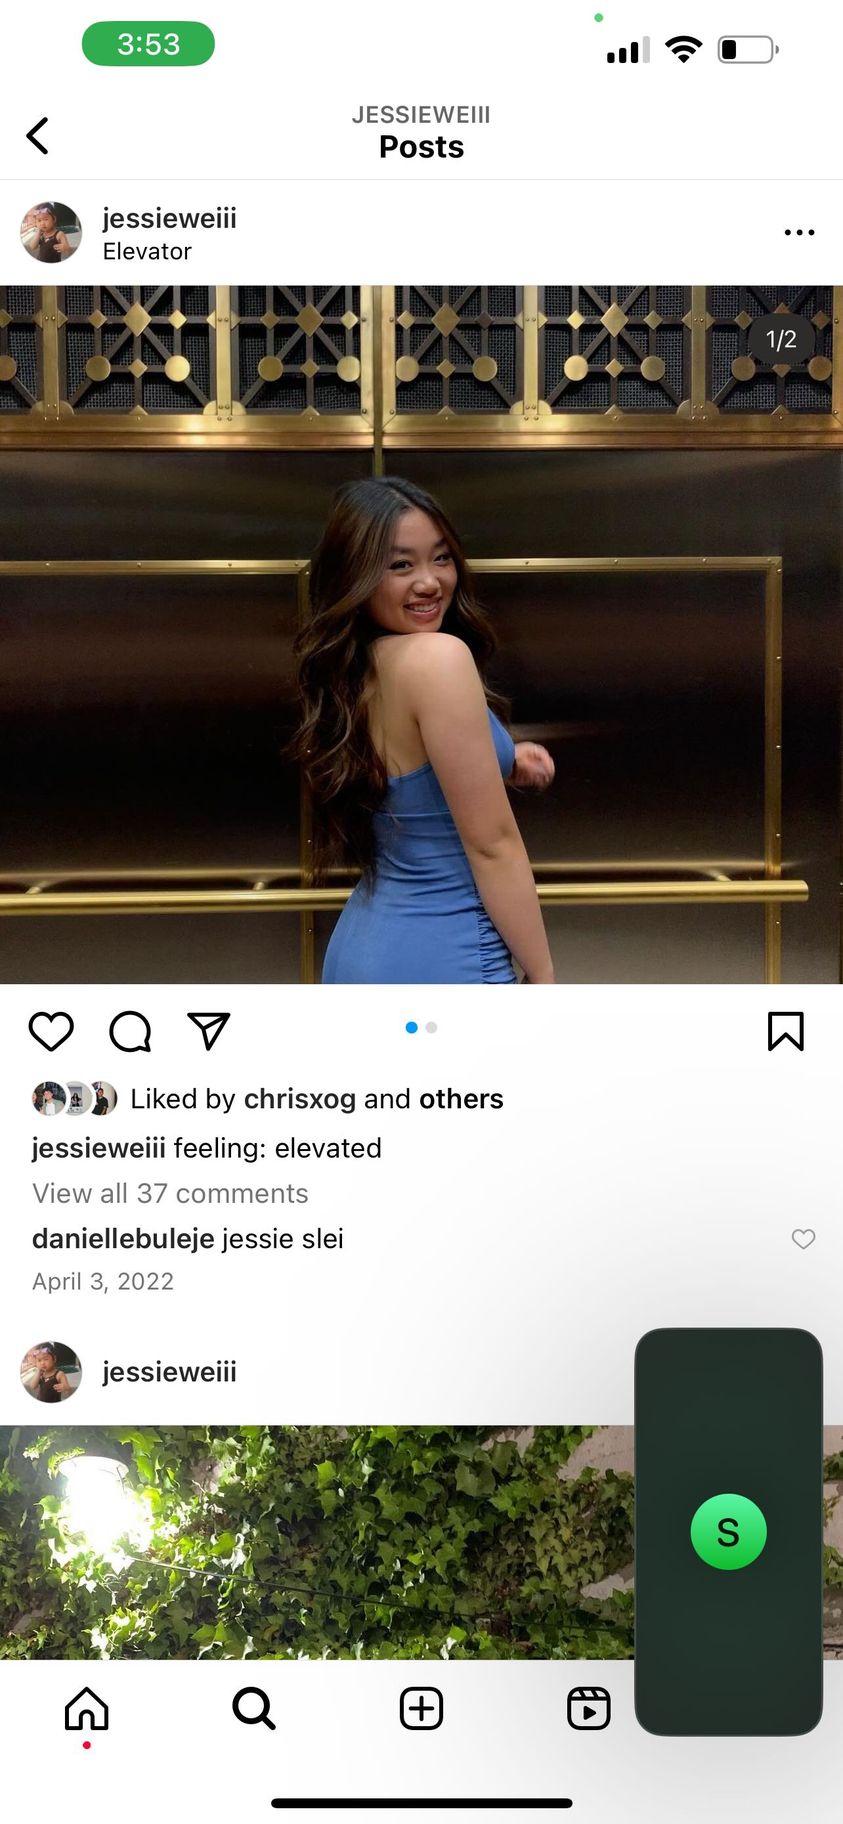 3:53
JESSIEWEIII
Posts
jessieweiii
Elevator
1/2
Liked by chrisxog and others
jessieweiii feeling: elevated
View all 37 comments
daniellebuleje jessie slei
April 3, 2022
jessieweiii
S